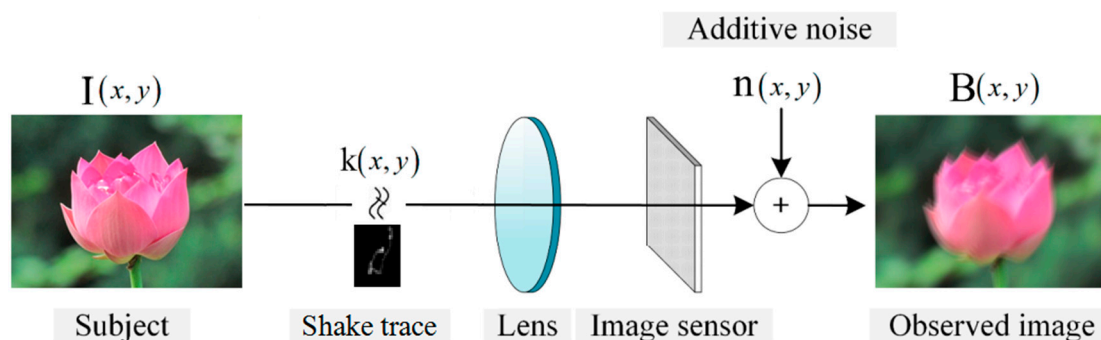 Additive noise
I(x, y)
n(x, y)
B(x, y)
k(x, y)
+
Subject
Shake trace
Lens
Image sensor
Observed image